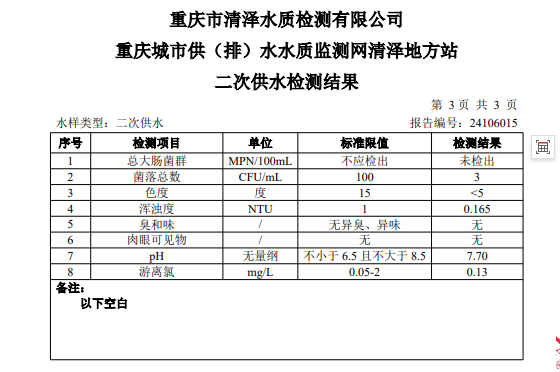 重庆市清泽水质检测有限公司
重庆城市供（排）水水质监测网清泽地方站
二次供水检测结果
第 3 页 共 3 页
水样类型：二次供水 报告编号：24106015
序号 检测项目 单位 标准限值 检测结果
1 总大肠菌群 MPN/100mL 不应检出 未检出
2 菌落总数 CFU/mL 100 3
3 色度 度 15 <5
4 浑浊度 NTU 1 0.165
5 臭和味 / 无异臭、异味 无
6 肉眼可见物 / 无 无
7 pH 无量纲 不小于 6.5 且不大于 8.5 7.70
8 游离氯 mg/L 0.05-2 0.13
备注：
以下空白